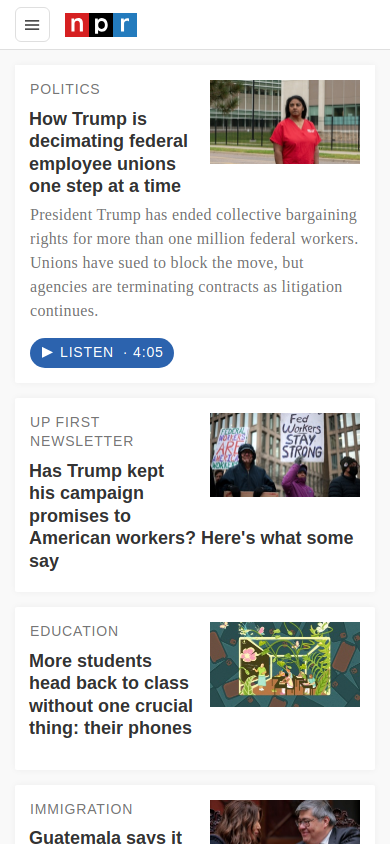 npr
POLITICS
How Trump is
decimating federal
employee unions
one step at a time
President Trump has ended collective bargaining
rights for more than one million federal workers.
Unions have sued to block the move, but
agencies are terminating contracts as litigation
continues.
LISTEN · 4:05
UP FIRST
NEWSLETTER
Has Trump kept
his campaign
promises to
American workers? Here's what some
say
FEDERAL
WORKERS
ARE
Fed
Workers
STAY
STRONG
EDUCATION
More students
head back to class
without one crucial
thing: their phones
IMMIGRATION
Guatemala says it